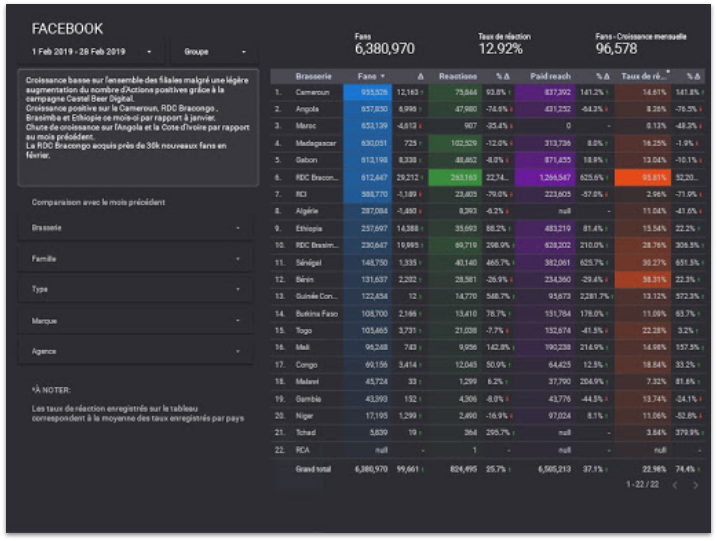 FACEBOOK
1 Feb 2019 - 28 Feb 2019
Groupe
Fans
6,380,970
Taux de réaction
12.92%
Fans - Croissance mensuelle
96,578
Croissance basse sur l'ensemble des filiales malgré une légère
augmentation du nombre d'Actions positives grâce à la
campagne Castel Beer Digital.
Croissance positive sur le Cameroun, RDC Bracongo ,
Brasimba et Ethiopie ce mois-ci par rapport à janvier.
Chute de croissance sur l'Angola et la Cote d'Ivoire par rapport
au mois précédent.
La RDC Bracongo acquis près de 30k nouveaux fans en
février.
Comparaison avec le mois précédent
Brasserie
Famille
Type
Marque
Agence
*À NOTER:
Les taux de réaction enregistrés sur le tableau
correspondent à la moyenne des taux enregistrés par pays
Brasserie Fans Δ Reactions % Δ Paid reach % Δ Taux de ré... % Δ
1. Cameroun 955,526 12,163 75,844 93.8% 837,392 141.2% 14.61% 141.8%
2. Angola 657,850 6,996 47,980 -74.6% 431,252 -64.3% 8.26% -76.5%
3. Maroc 653,139 -4,613 907 -35.4% 0 - 0.13% -48.3%
4. Madagascar 630,051 725 102,529 -12.0% 313,736 8.0% 16.25% -1.9%
5. Gabon 613,198 8,338 48,462 -8.0% 871,455 18.9% 13.04% -10.1%
6. RDC Bracon... 612,447 29,212 263,163 22,74... 1,266,547 625.6% 95.81% 52,20...
7. RCI 588,770 -1,189 23,405 -79.0% 223,605 -57.0% 2.96% -71.9%
8. Algérie 287,084 -1,460 8,393 -6.2% null - 11.04% -41.6%
9. Ethiopia 257,697 14,388 35,693 88.2% 483,219 81.4% 15.54% 22.2%
10. RDC Brasim... 230,647 19,995 69,719 298.9% 628,202 210.0% 28.76% 306.5%
11. Sénégal 148,750 1,335 40,140 465.7% 382,061 625.7% 30.27% 651.5%
12. Bénin 131,637 2,202 28,581 -26.9% 234,360 -29.4% 58.31% 22.3%
13. Guinée Con... 122,454 12 14,770 548.7% 95,673 2,281.7% 13.12% 572.3%
14. Burkina Faso 108,700 2,166 13,410 78.7% 151,764 178.0% 11.09% 63.7%
15. Togo 105,465 3,731 21,038 -7.7% 152,674 -41.5% 22.28% 3.2%
16. Mali 96,248 743 9,956 142.8% 190,238 214.9% 14.98% 157.5%
17. Congo 69,156 3,414 12,045 50.9% 64,425 12.5% 18.84% 33.2%
18. Malawi 45,724 33 1,299 6.2% 37,790 204.9% 7.32% 81.6%
19. Gambia 43,393 152 4,306 -8.0% 43,776 -44.5% 13.74% -24.1%
20. Niger 17,195 1,299 2,490 -16.9% 97,024 8.1% 11.06% -52.8%
21. Tchad 5,839 19 364 295.7% null - 3.84% 379.9%
22. RCA null - 1 - null - null -
Grand total 6,380,970 99,661 824,495 25.7% 6,505,213 37.1% 22.98% 74.4%
1 - 22 / 22